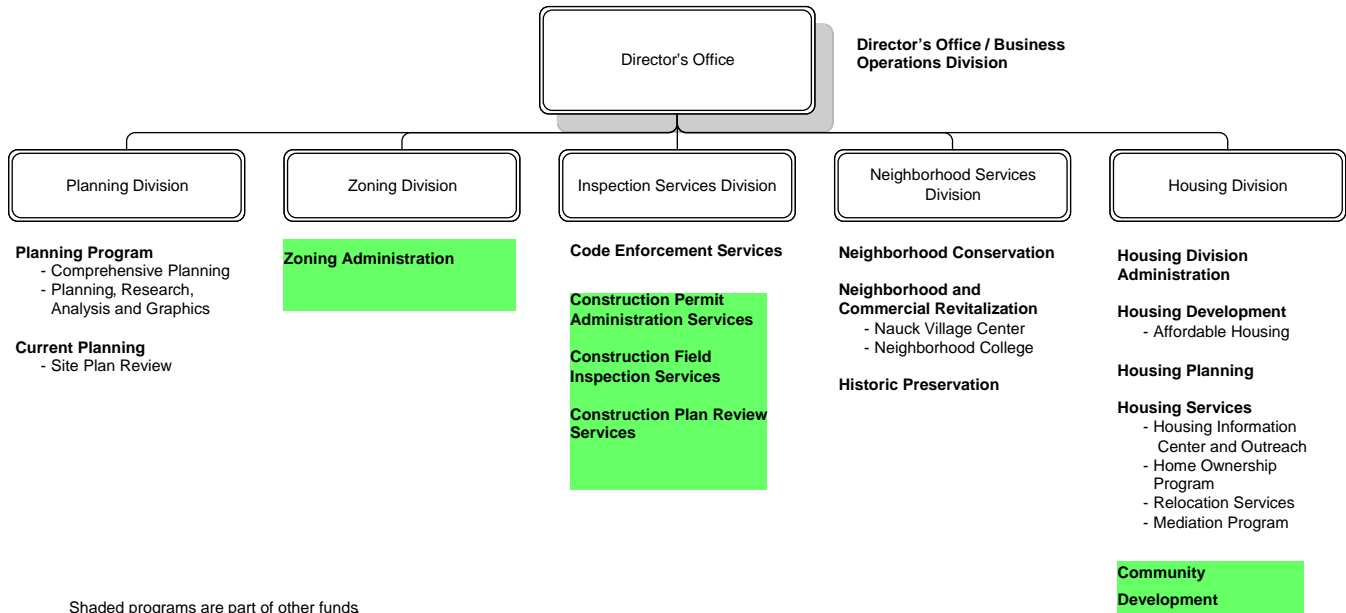 Director's Office
Director's Office / Business
Operations Division
Planning Division
Zoning Division
Inspection Services Division
Neighborhood Services
Division
Housing Division
Planning Program
- Comprehensive Planning
- Planning, Research,
Analysis and Graphics
Current Planning
- Site Plan Review
Zoning Administration
Code Enforcement Services
Construction Permit
Administration Services
Construction Field
Inspection Services
Construction Plan Review
Services
Neighborhood Conservation
Neighborhood and
Commercial Revitalization
- Nauck Village Center
- Neighborhood College
Historic Preservation
Housing Division
Administration
Housing Development
- Affordable Housing
Housing Planning
Housing Services
- Housing Information
Center and Outreach
- Home Ownership
Program
- Relocation Services
- Mediation Program
Community
Development
Shaded programs are part of other funds.